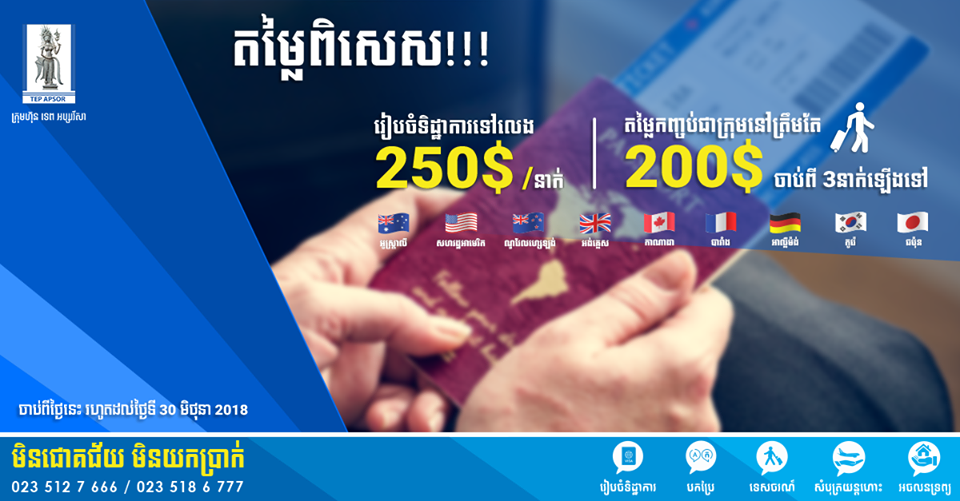 តម្លៃពិសេស!!!
TEP APSOR
ក្រុមហ៊ុន ទេព អប្សរវីសា
រៀបចំទិដ្ឋាការទៅលេង
250$ /នាក់
តម្លៃកញ្ចប់ជាក្រុមនៅត្រឹមតែ
200$ ចាប់ពី 3នាក់ឡើងទៅ
អូស្ត្រាលី
សហរដ្ឋអាមេរិក
ណូវែលហ្សេឡង់
អង់គ្លេស
កាណាដា
បារាំង
អាល្លឺម៉ង់
កូរ៉េ
ជប៉ុន
TICKET
PASSPORT
ចាប់ពីថ្ងៃនេះ រហូតដល់ថ្ងៃទី 30 មិថុនា 2018
មិនជោគជ័យ មិនយកប្រាក់
023 512 7 666 / 023 518 6 777
រៀបចំទិដ្ឋាការ
បកប្រែ
ទេសចរណ៍
សំបុត្រយន្តហោះ
អចលនទ្រព្យ